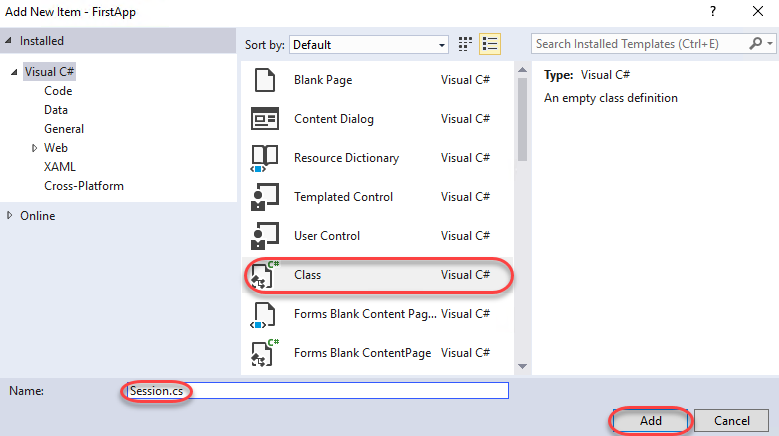 Add New Item - FirstApp
?
Installed
Sort by: Default
Search Installed Templates (Ctrl+E)
Visual C#
Code
Data
General
Web
XAML
Cross-Platform
Online
Blank Page Visual C#
Content Dialog Visual C#
Resource Dictionary Visual C#
Templated Control Visual C#
User Control Visual C#
C#
Class Visual C#
Forms Blank Content Pag... Visual C#
C#
Forms Blank ContentPage Visual C#
Type: Visual C#
An empty class definition
Name: Session.cs
Add Cancel